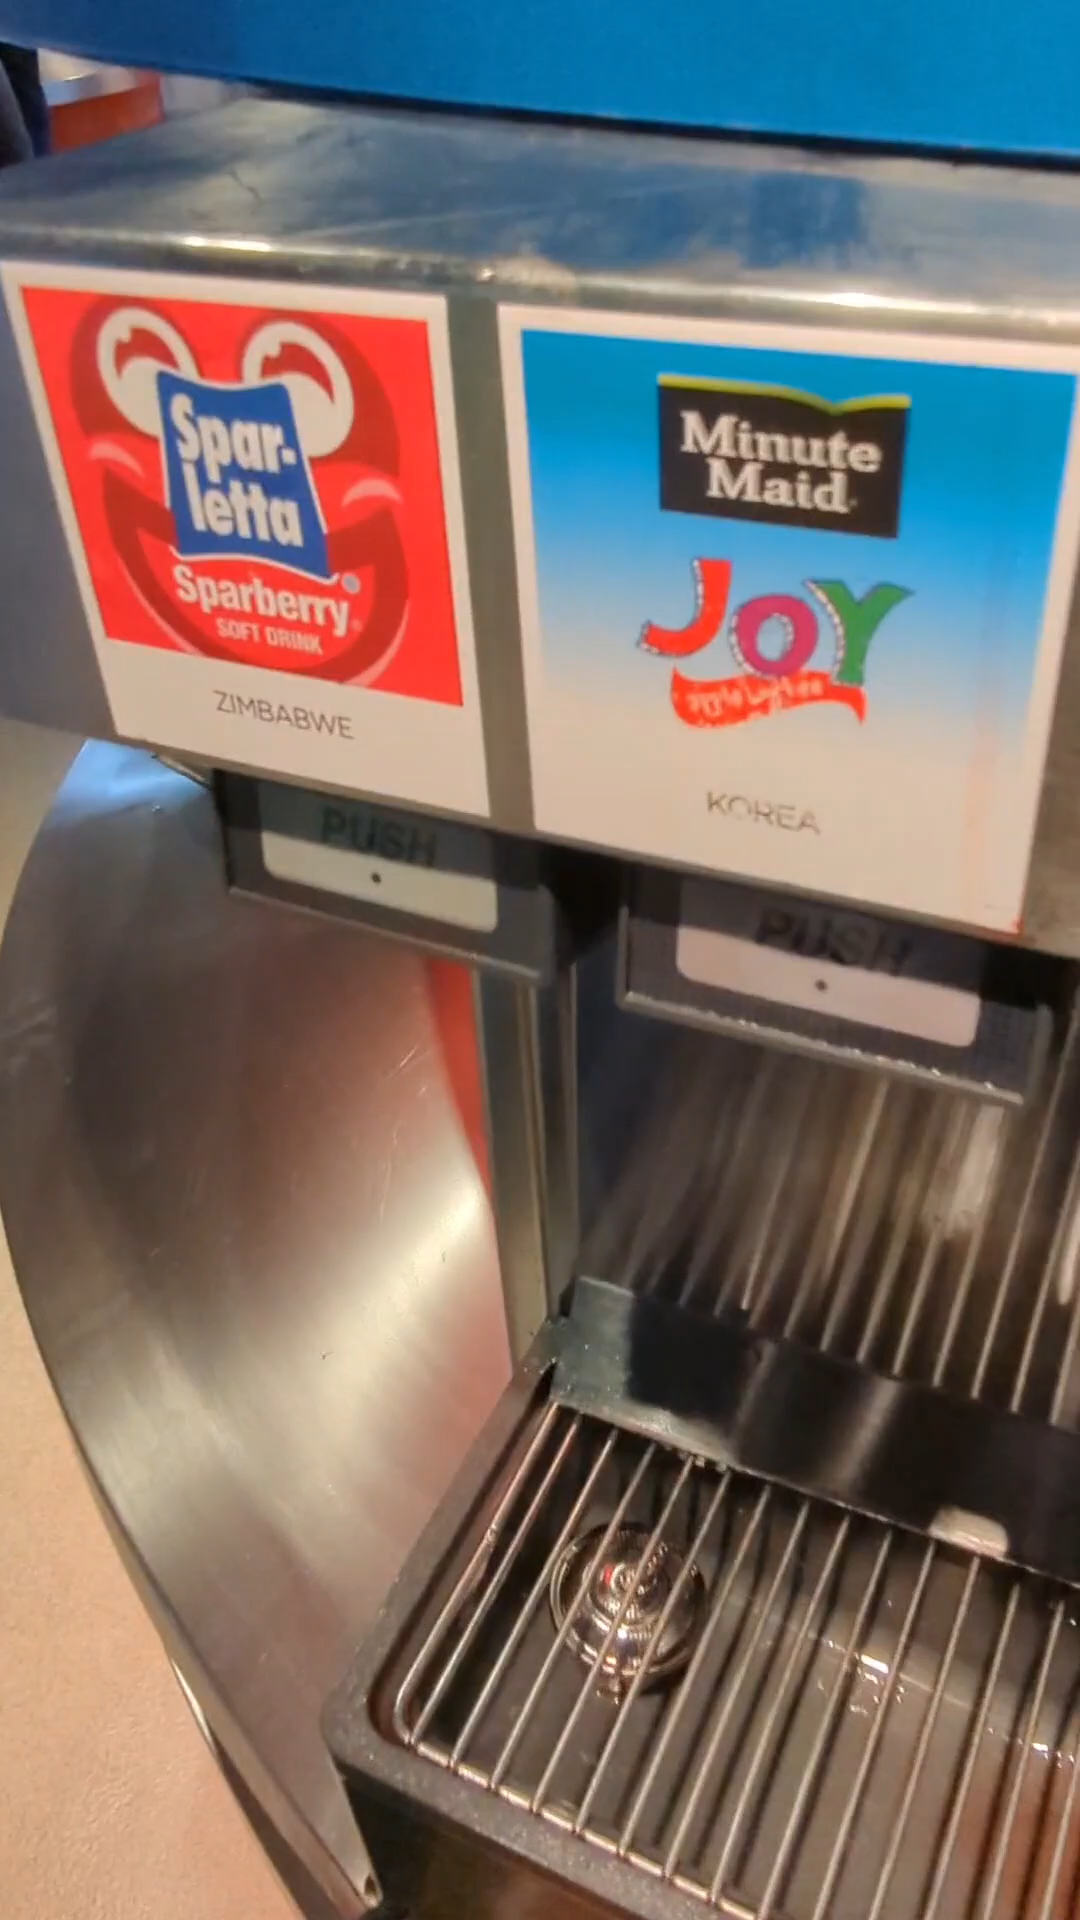 Spar-
letta
Sparberry
SOFT DRINK
ZIMBABWE
PUSH
Minute
Maid
JOY
KOREA
PUSH